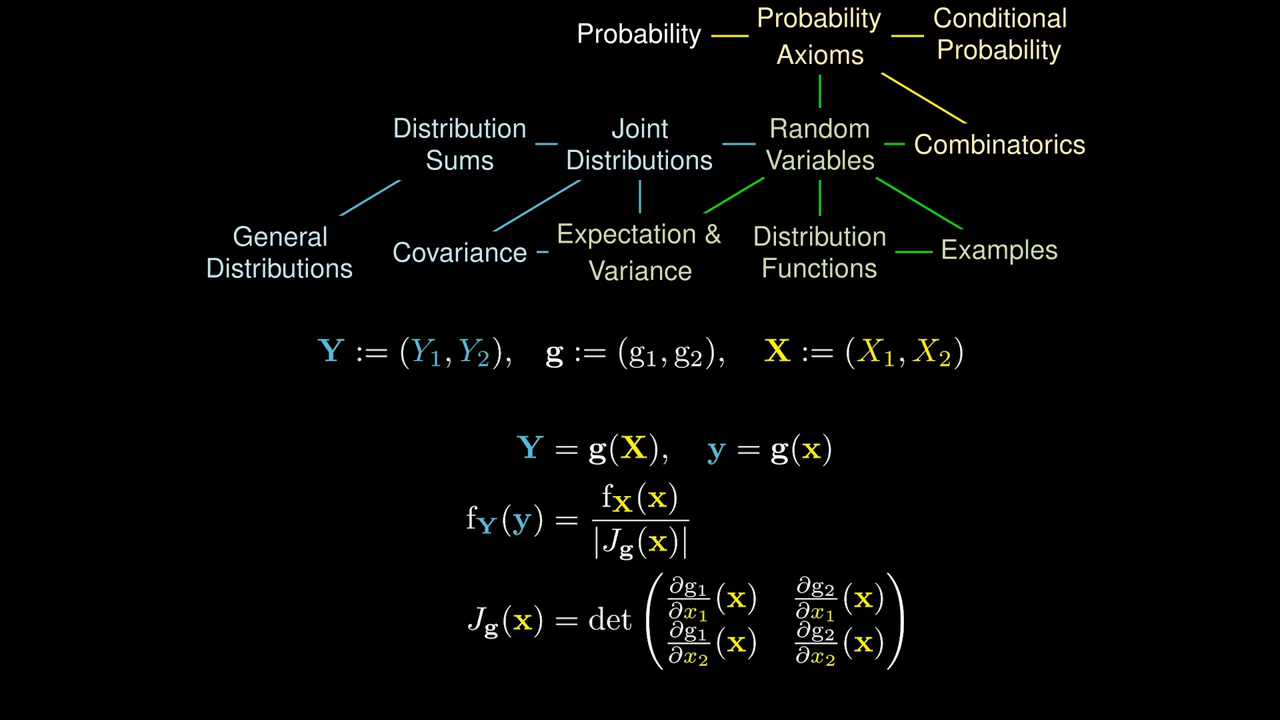 Probability
Probability Axioms
Conditional Probability
Distribution Sums
Joint Distributions
Random Variables
Combinatorics
General Distributions
Covariance
Expectation & Variance
Distribution Functions
Examples
Y := (Y₁, Y₂), g := (g₁, g₂), X := (X₁, X₂)
Y = g(X), y = g(x)
f_Y(y) = f_X(x) / |J_g(x)|
J_g(x) = det ( ∂g₁/∂x₁ (x) ∂g₂/∂x₁ (x)
∂g₁/∂x₂ (x) ∂g₂/∂x₂ (x) )